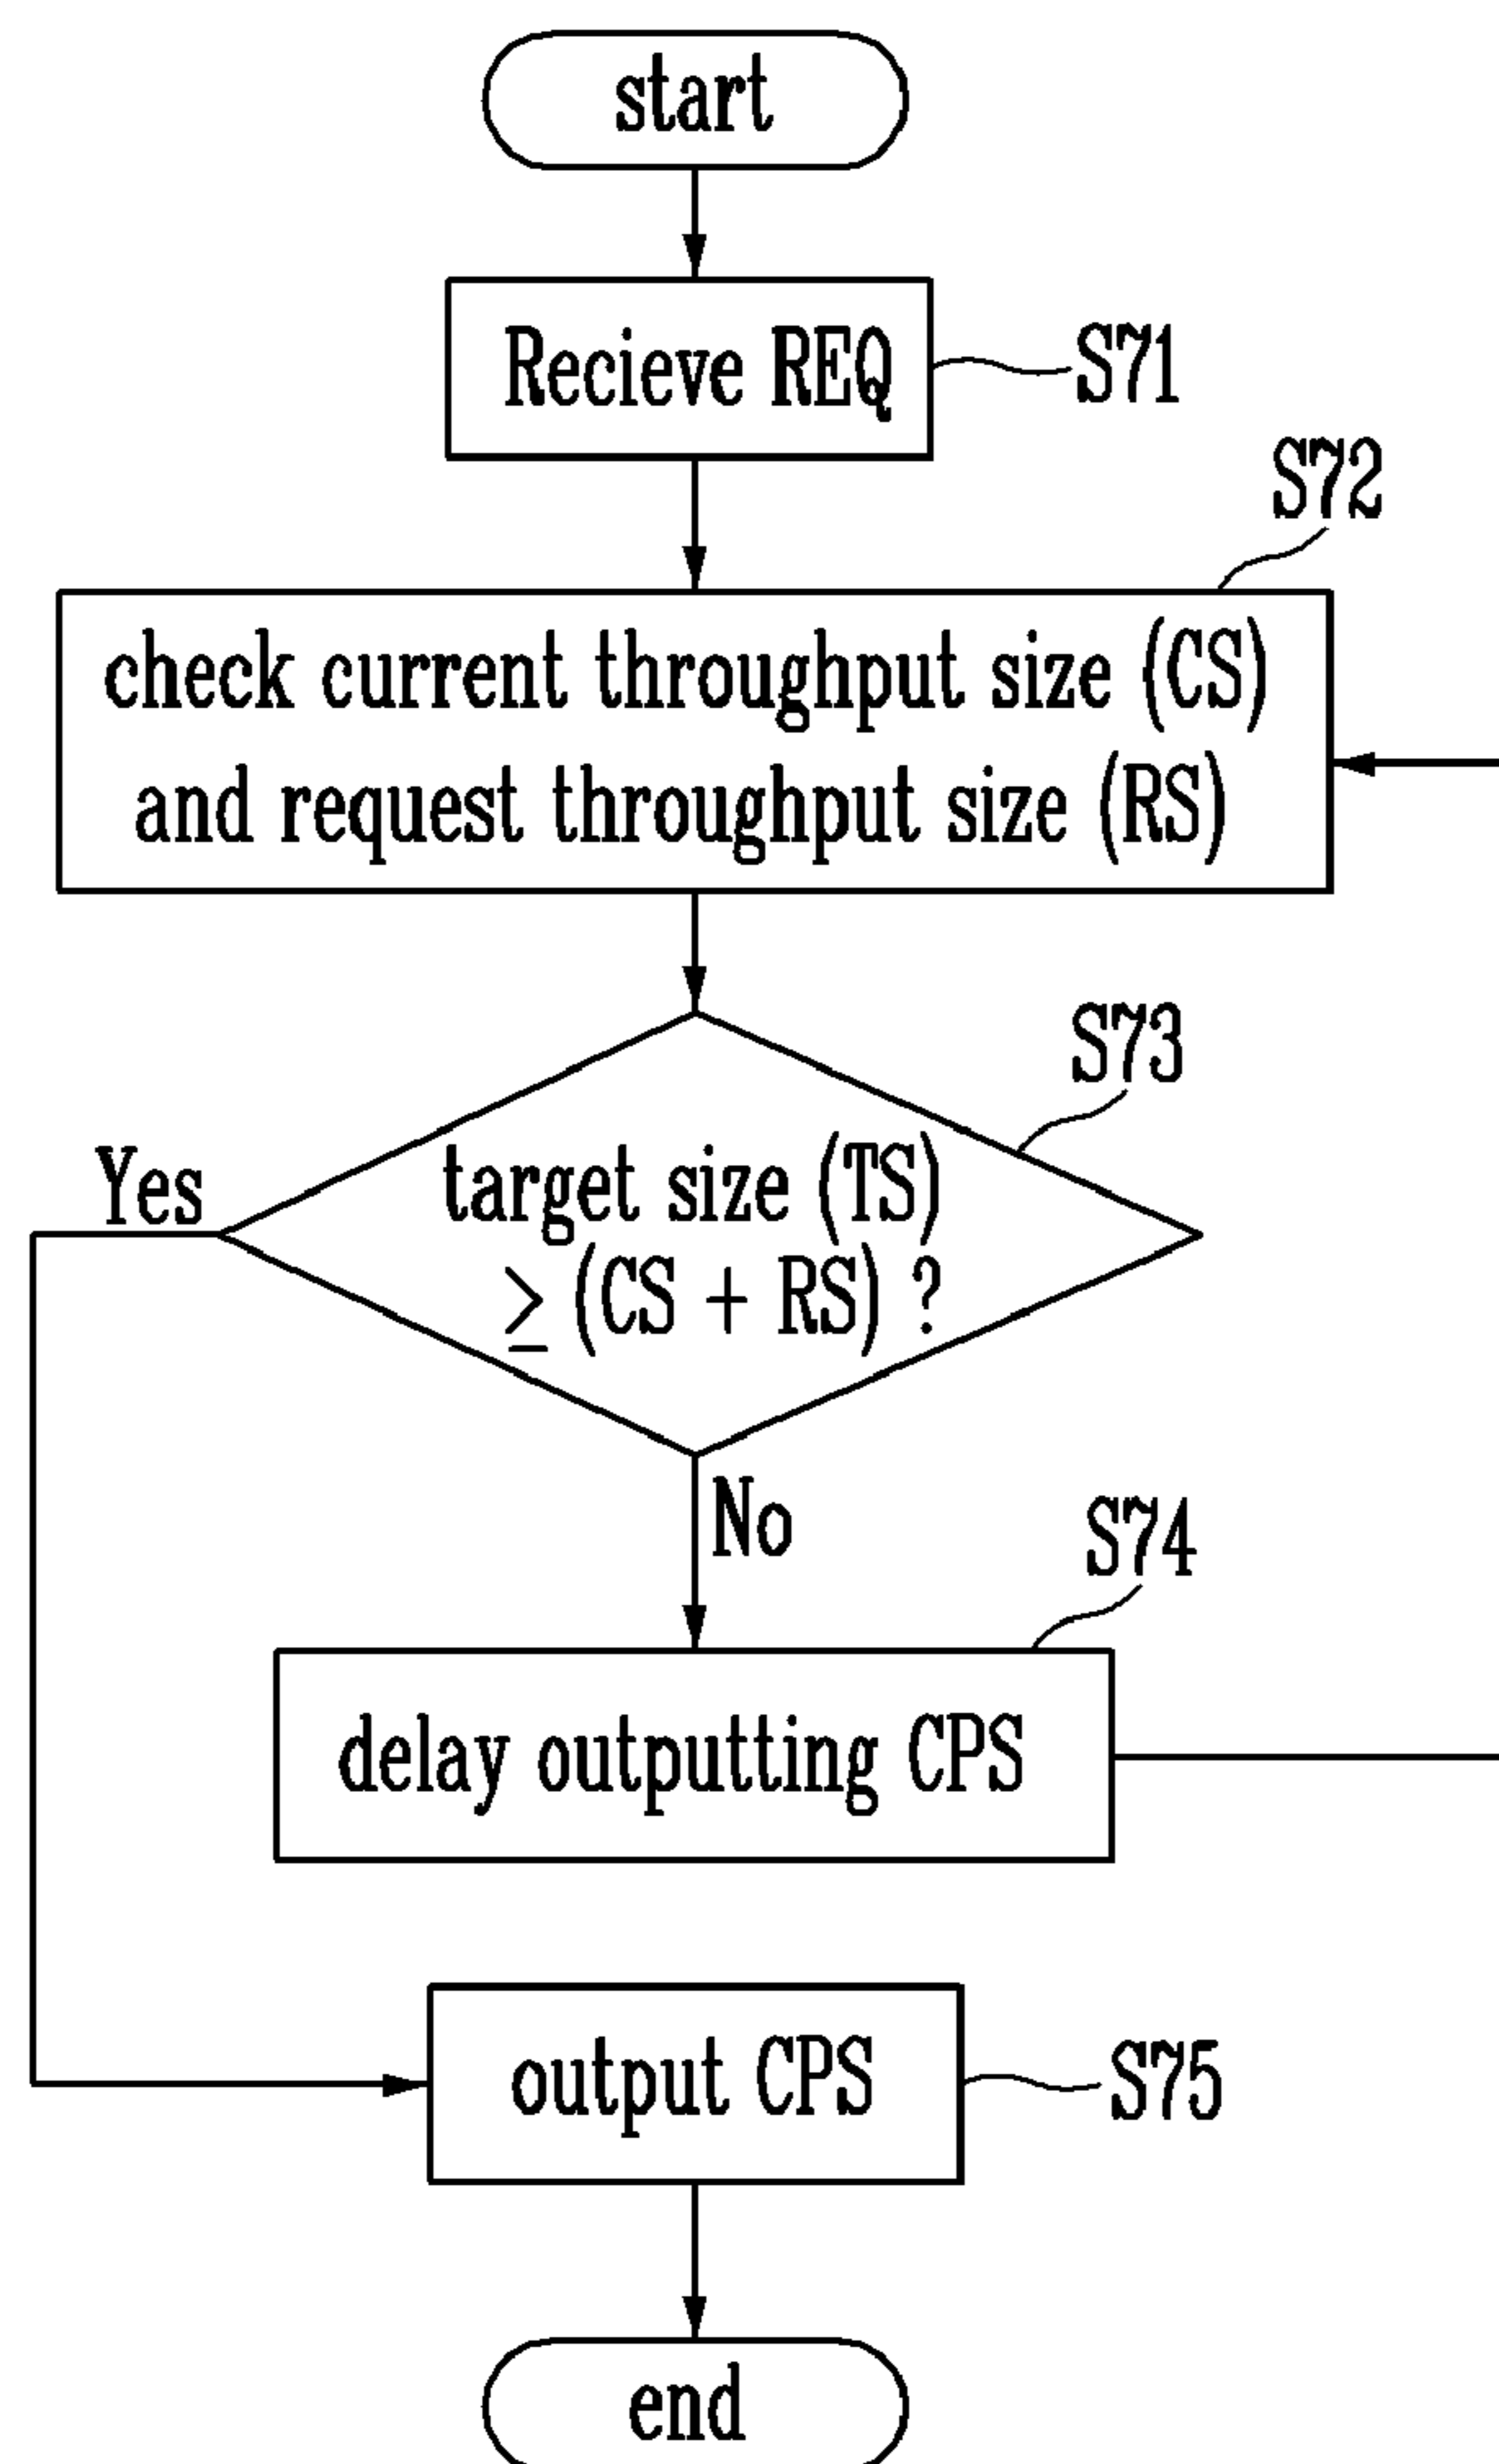 start
Recieve REQ
S71
S72
check current throughput size (CS)
and request throughput size (RS)
S73
Yes
target size (TS)
≥ (CS + RS) ?
No
S74
delay outputting CPS
output CPS
S75
end